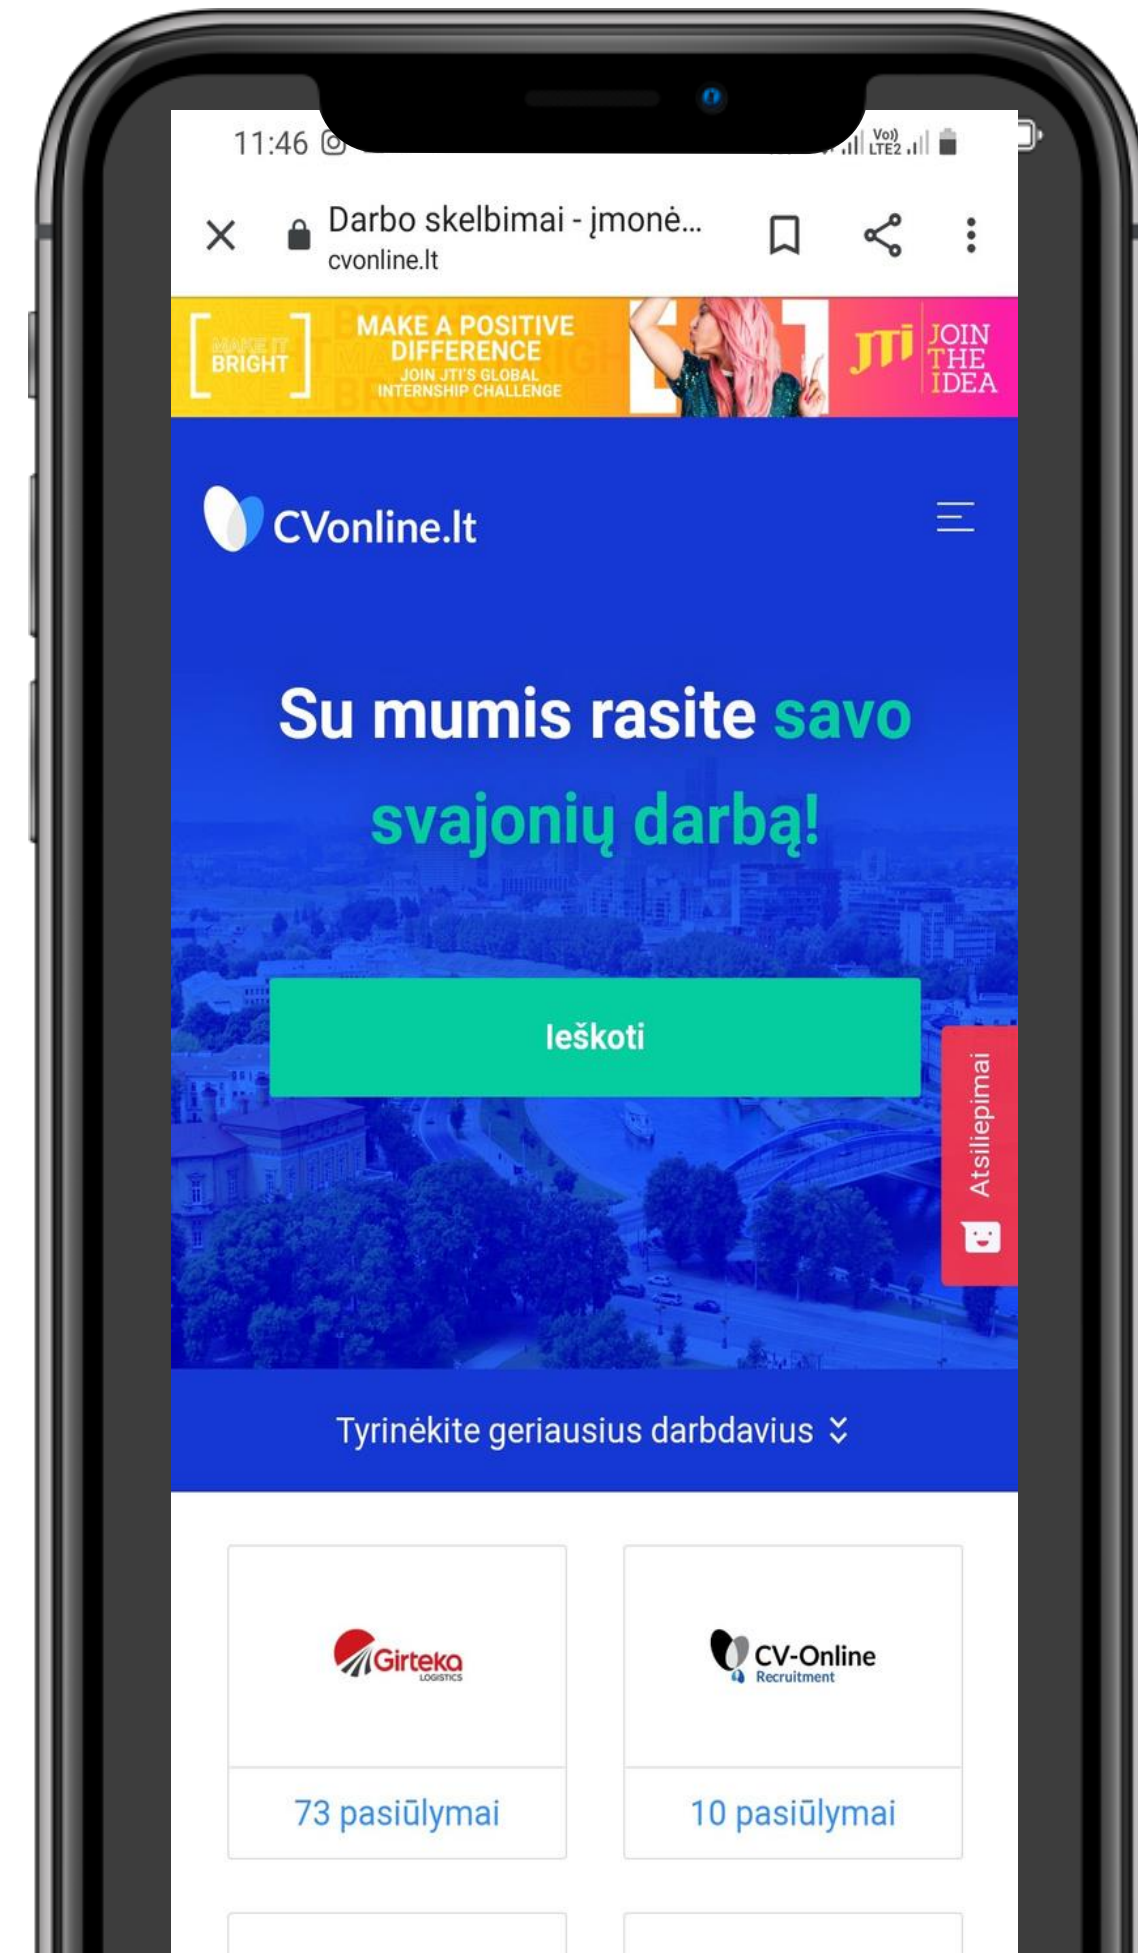 11:46
Vo)) LTE2
Darbo skelbimai - įmonė...
cvonline.lt
MAKE IT
BRIGHT
MAKE A POSITIVE
DIFFERENCE
JOIN JTI'S GLOBAL
INTERNSHIP CHALLENGE
JTI
JOIN
THE
IDEA
CVonline.lt
Su mumis rasite savo
svajonių darbą!
Ieškoti
Atsiliepimai
Tyrinėkite geriausius darbdavius
Girteka
LOGISTICS
CV-Online
Recruitment
73 pasiūlymai
10 pasiūlymai